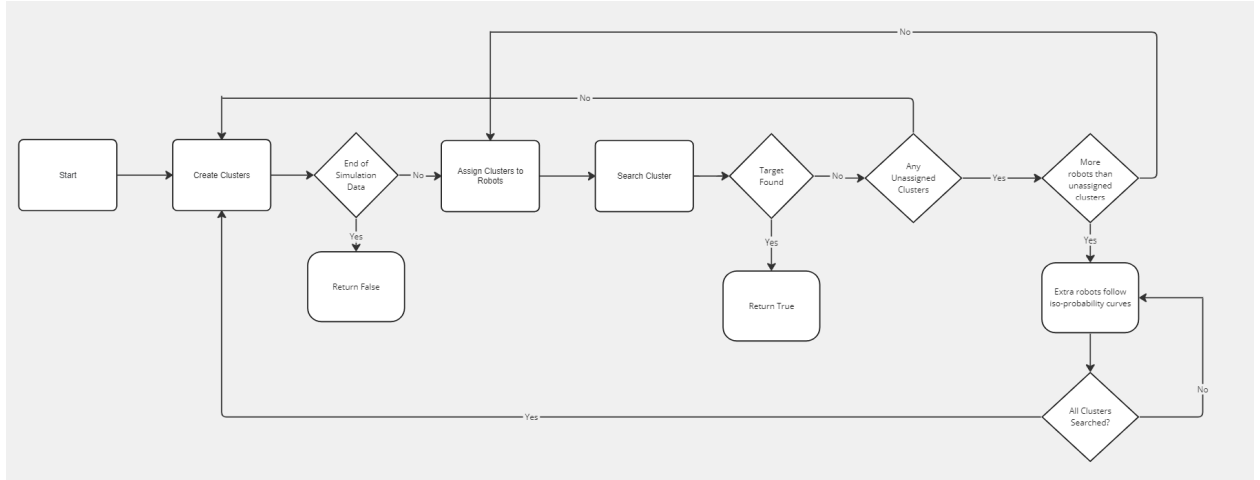 No
No
Start
Create Clusters
End of
Simulation
Data
No
Assign Clusters to
Robots
Search Cluster
Target
Found
No
Any
Unassigned
Clusters
Yes
More
robots than
unassigned
clusters
Yes
Return False
Yes
Return True
Yes
Extra robots follow
iso-probability curves
No
All Clusters
Searched?
Yes